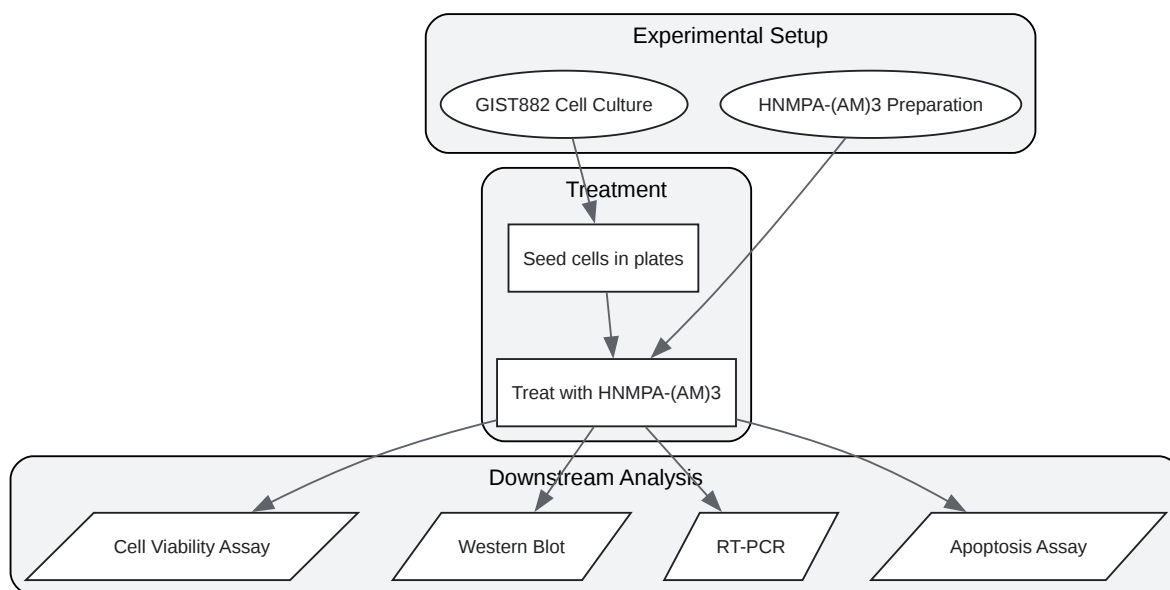 Experimental Setup
GIST882 Cell Culture
HNMPA-(AM)3 Preparation
Treatment
Seed cells in plates
Treat with HNMPA-(AM)3
Downstream Analysis
Cell Viability Assay
Western Blot
RT-PCR
Apoptosis Assay